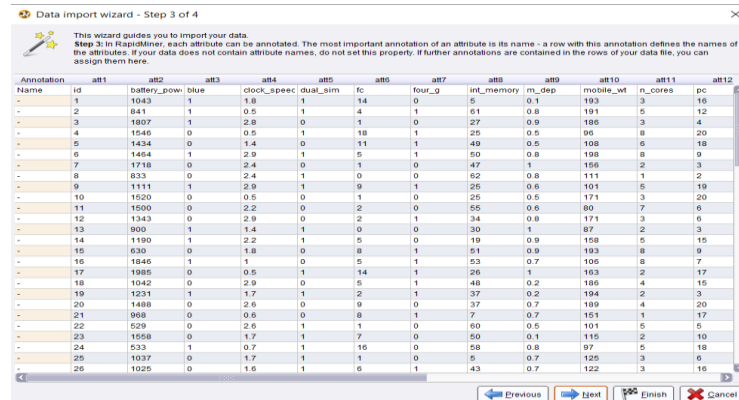 Data import wizard - Step 3 of 4
This wizard guides you to import your data.
Step 3: In RapidMiner, each attribute can be annotated. The most important annotation of an attribute is its name - a row with this annotation defines the names of
the attributes. If your data does not contain attribute names, do not set this property. If further annotations are contained in the rows of your data file, you can
assign them here.
Annotation att1 att2 att3 att4 att5 att6 att7 att8 att9 att10 att11 att12
Name id battery_powe blue clock_speed dual_sim fc four_g int_memory m_dep mobile_wt n_cores pc
- 1 1043 1 1.8 1 14 0 5 0.1 193 3 16
- 2 841 1 0.5 1 4 1 61 0.8 191 5 12
- 3 1807 1 2.8 0 1 0 27 0.9 186 3 4
- 4 1546 0 0.5 1 18 1 25 0.5 96 8 20
- 5 1434 0 1.4 0 11 1 49 0.5 108 6 18
- 6 1464 1 2.9 1 5 1 50 0.8 198 8 9
- 7 1718 0 2.4 0 1 0 47 1 156 2 3
- 8 833 0 2.4 1 0 0 62 0.8 111 1 2
- 9 1111 1 2.9 1 9 1 25 0.6 101 5 19
- 10 1520 0 0.5 0 1 0 25 0.5 171 3 20
- 11 1500 0 2.2 0 2 0 55 0.6 80 7 6
- 12 1343 0 2.9 0 2 1 34 0.8 171 3 6
- 13 900 1 1.4 1 0 0 30 1 87 2 3
- 14 1190 1 2.2 1 5 0 19 0.9 158 5 15
- 15 630 0 1.8 0 8 1 51 0.9 193 8 9
- 16 1846 1 1 0 5 1 53 0.7 106 8 7
- 17 1985 0 0.5 1 14 1 26 1 163 2 17
- 18 1042 0 2.9 0 5 1 48 0.2 186 4 15
- 19 1231 1 1.7 1 2 1 37 0.2 194 2 3
- 20 1488 0 2.6 0 9 0 37 0.7 189 4 20
- 21 968 0 0.6 0 8 1 7 0.7 151 1 17
- 22 529 0 2.6 1 1 0 60 0.5 101 5 5
- 23 1558 0 1.7 1 7 0 50 0.1 115 2 10
- 24 533 1 0.7 1 16 0 58 0.8 97 5 18
- 25 1037 0 1.7 1 1 0 5 0.7 125 3 6
- 26 1025 0 1.6 1 6 1 43 0.7 122 3 16
Previous Next Finish Cancel